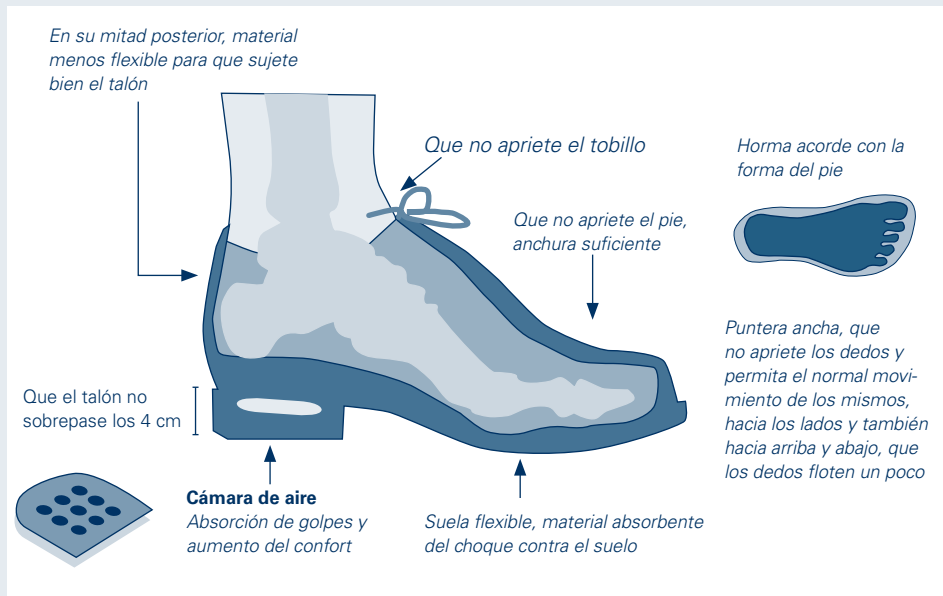 En su mitad posterior, material
menos flexible para que sujete
bien el talón
Que no apriete el tobillo
Que no apriete el pie,
anchura suficiente
Horma acorde con la
forma del pie
Puntera ancha, que
no apriete los dedos y
permita el normal movi-
miento de los mismos,
hacia los lados y también
hacia arriba y abajo, que
los dedos floten un poco
Que el talón no
sobrepase los 4 cm
Cámara de aire
Absorción de golpes y
aumento del confort
Suela flexible, material absorbente
del choque contra el suelo